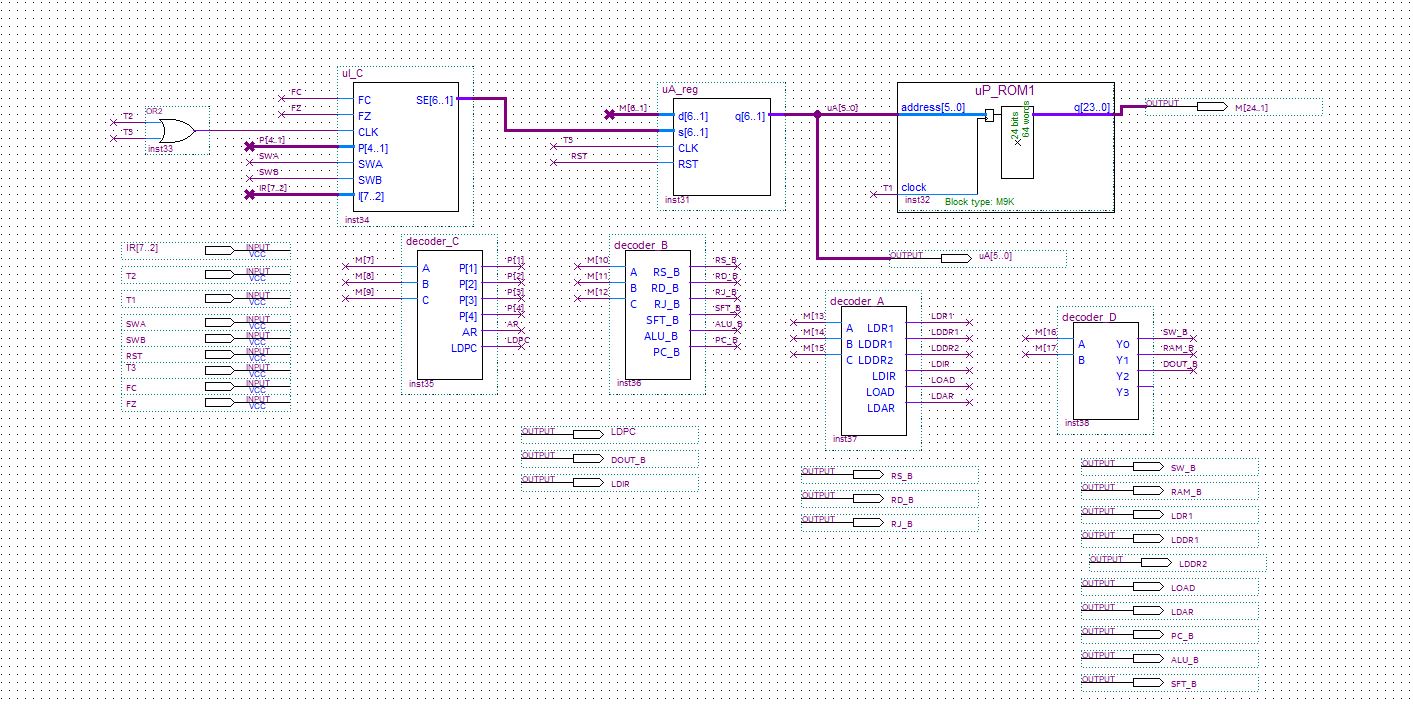 uI_C
FC
FZ
CLK
P[4..1]
SWA
SWB
I[7..2]
SE[6..1]
inst34
FC
FZ
P[4..1]
SWA
SWB
IR[7..2]
OR2
T2
T3
inst33
uA_reg
d[6..1]
s[6..1]
CLK
RST
q[6..1]
inst31
M[6..1]
T3
RST
uA[5..0]
uP_ROM1
address[5..0]
q[23..0]
24 bits
64 words
clock
inst32
Block type: M9K
T1
OUTPUT
M[24..1]
OUTPUT
uA[5..0]
IR[7..2]
INPUT
VCC
T2
INPUT
VCC
T1
INPUT
VCC
SWA
INPUT
VCC
SWB
INPUT
VCC
RST
INPUT
VCC
T3
INPUT
VCC
FC
INPUT
VCC
FZ
INPUT
VCC
decoder_C
M[7]
M[8]
M[9]
A
B
C
P[1]
P[2]
P[3]
P[4]
AR
LDPC
P[1]
P[2]
P[3]
P[4]
AR
LDPC
inst35
decoder_B
M[10]
M[11]
M[12]
A
B
C
RS_B
RD_B
RJ_B
SFT_B
ALU_B
PC_B
RS_B
RD_B
RJ_B
SFT_B
ALU_B
PC_B
inst36
decoder_A
M[13]
M[14]
M[15]
A
B
C
LDR1
LDDR1
LDDR2
LDIR
LOAD
LDAR
LDR1
LDDR1
LDDR2
LDIR
LOAD
LDAR
inst37
decoder_D
M[16]
M[17]
A
B
Y0
Y1
Y2
Y3
SW_B
RAM_B
DOUT_B
inst38
OUTPUT
LDPC
OUTPUT
DOUT_B
OUTPUT
LDIR
OUTPUT
RS_B
OUTPUT
RD_B
OUTPUT
RJ_B
OUTPUT
SW_B
OUTPUT
RAM_B
OUTPUT
LDR1
OUTPUT
LDDR1
OUTPUT
LDDR2
OUTPUT
LOAD
OUTPUT
LDAR
OUTPUT
PC_B
OUTPUT
ALU_B
OUTPUT
SFT_B